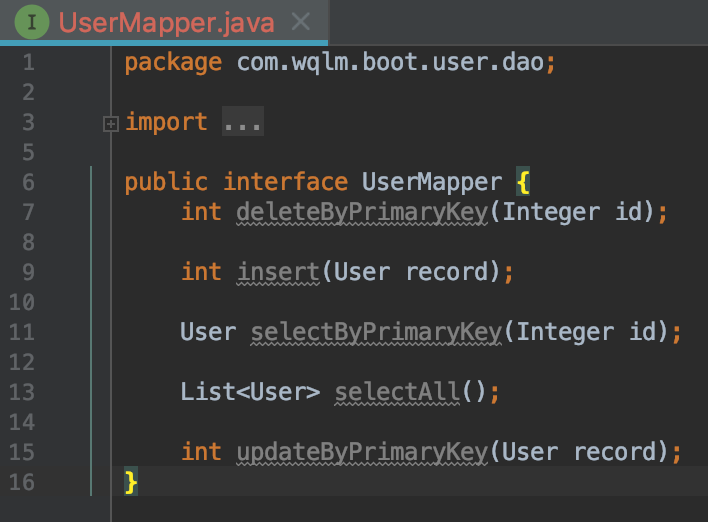 I UserMapper.java ×
1 package com.wqlm.boot.user.dao;
2
3 import ...
5
6 public interface UserMapper {
7 int deleteByPrimaryKey(Integer id);
8
9 int insert(User record);
10
11 User selectByPrimaryKey(Integer id);
12
13 List<User> selectAll();
14
15 int updateByPrimaryKey(User record);
16 }